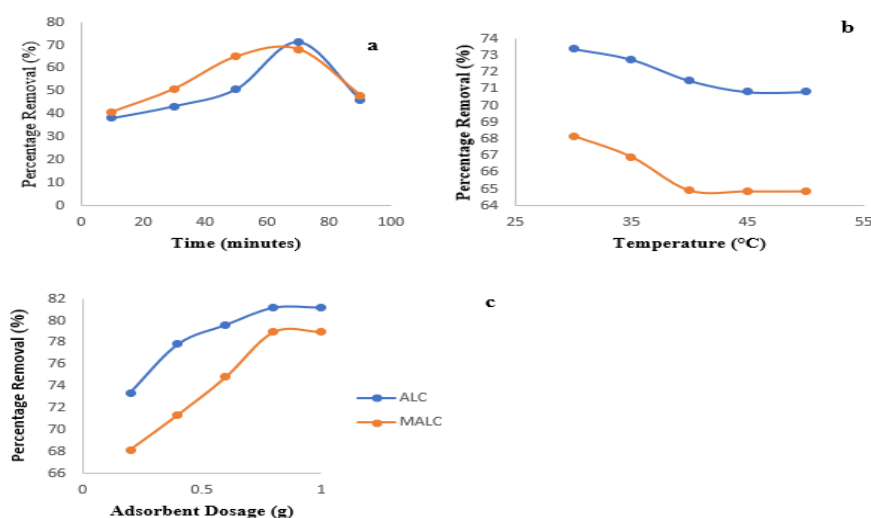 a
Percentage Removal (%)
80
70
60
50
40
30
20
10
0
0 20 40 60 80 100
Time (minutes)
b
Percentage Removal (%)
74
73
72
71
70
69
68
67
66
65
64
25 35 45 55
Temperature (°C)
c
Percentage Removal (%)
82
80
78
76
74
72
70
68
66
0 0.5 1
Adsorbent Dosage (g)
ALC
MALC